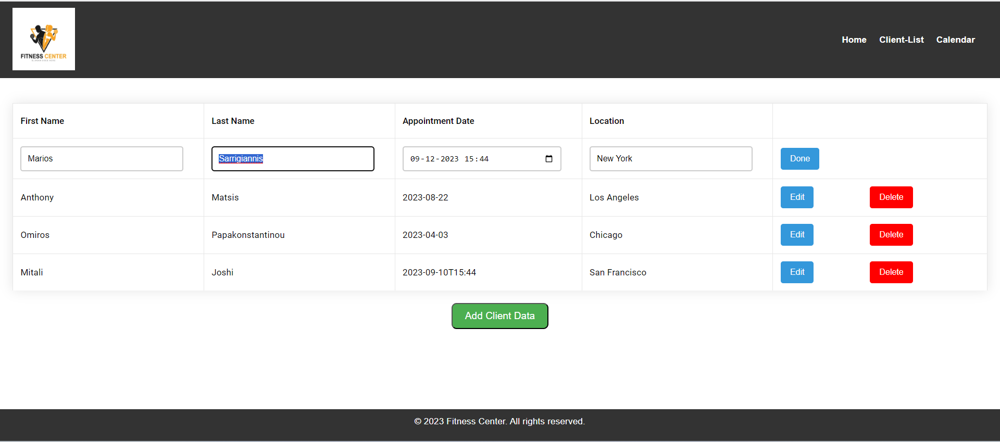 FITNESS CENTER
Home Client-List Calendar
First Name Last Name Appointment Date Location
Marios Sarrigiannis 09-12-2023 15:44 New York Done
Anthony Matsis 2023-08-22 Los Angeles Edit Delete
Omiros Papakonstantinou 2023-04-03 Chicago Edit Delete
Mitali Joshi 2023-09-10T15:44 San Francisco Edit Delete
Add Client Data
© 2023 Fitness Center. All rights reserved.